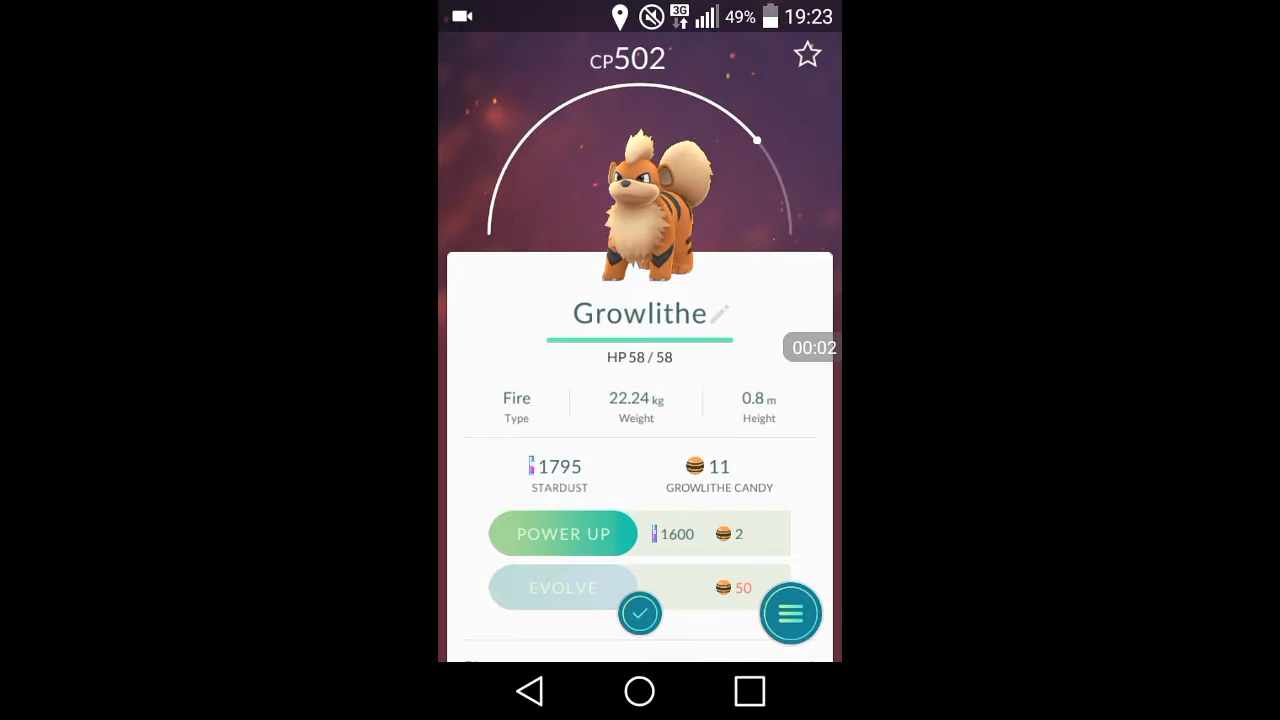 3G 49% 19:23
CP502
Growlithe
HP 58 / 58
00:02
Fire 22.24 kg 0.8 m
Type Weight Height
1795 11
STARDUST GROWLITHE CANDY
POWER UP 1600 2
EVOLVE 50